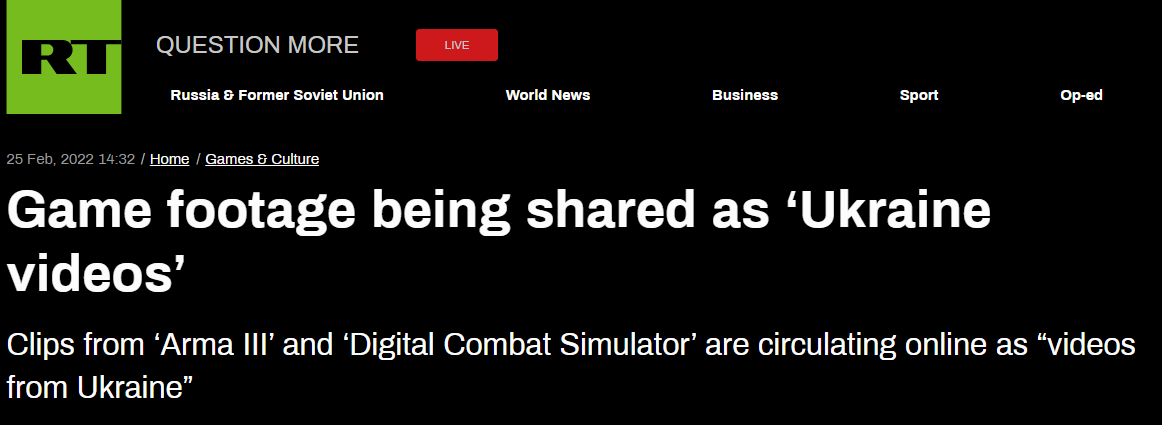 RT
QUESTION MORE
LIVE
Russia & Former Soviet Union
World News
Business
Sport
Op-ed
25 Feb, 2022 14:32 / Home / Games & Culture
Game footage being shared as ‘Ukraine
videos’
Clips from ‘Arma III’ and ‘Digital Combat Simulator’ are circulating online as “videos
from Ukraine”